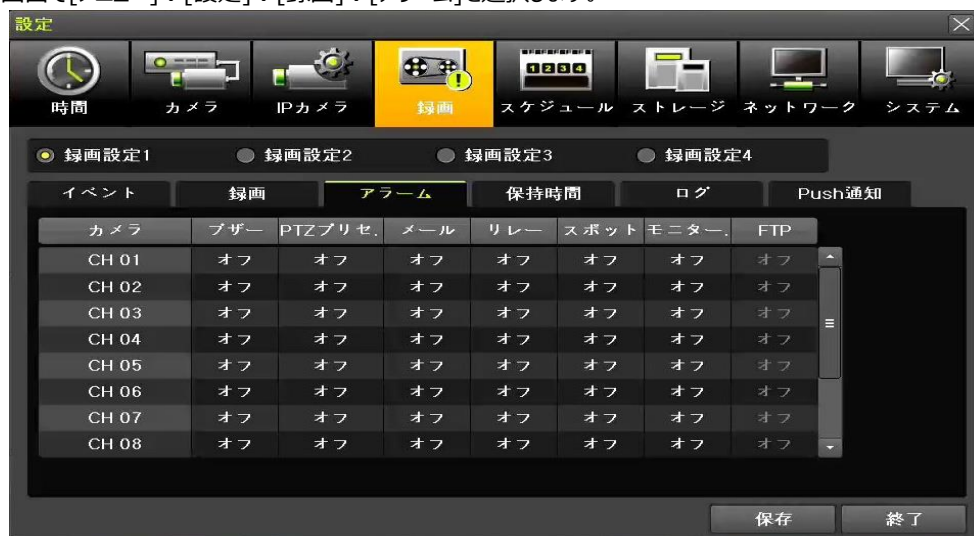 設定
時間 カメラ IPカメラ 録画 スケジュール ストレージ ネットワーク システム
1 2 3 4
録画設定1 録画設定2 録画設定3 録画設定4
イベント 録画 アラーム 保持時間 ログ Push通知
カメラ ブザー PTZプリセ. メール リレー スポット モニター. FTP
CH 01 オフ オフ オフ オフ オフ オフ オフ
CH 02 オフ オフ オフ オフ オフ オフ オフ
CH 03 オフ オフ オフ オフ オフ オフ オフ
CH 04 オフ オフ オフ オフ オフ オフ オフ
CH 05 オフ オフ オフ オフ オフ オフ オフ
CH 06 オフ オフ オフ オフ オフ オフ オフ
CH 07 オフ オフ オフ オフ オフ オフ オフ
CH 08 オフ オフ オフ オフ オフ オフ オフ
保存 終了